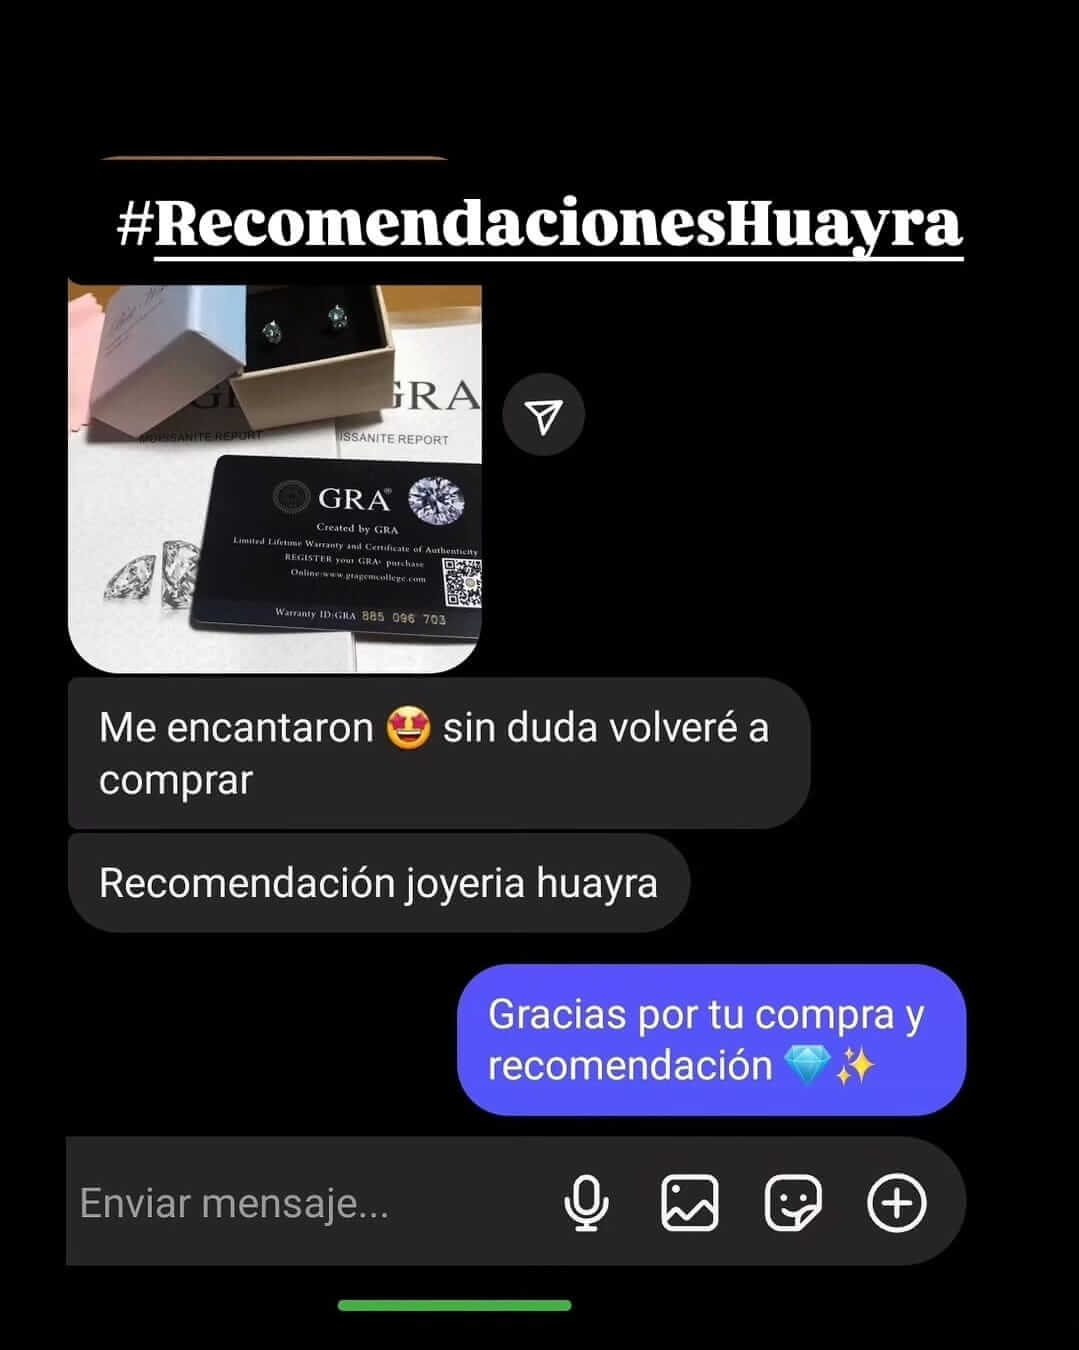 #RecomendacionesHuayra
GRA
MOISSANITE REPORT
ISSANITE REPORT
GRA®
Created by GRA
Limited Lifetime Warranty and Certificate of Authenticity
REGISTER your GRA® purchase
Online:www.gragemcollege.com
Warranty ID:GRA 885 096 703
Me encantaron 🤩 sin duda volveré a
comprar
Recomendación joyeria huayra
Gracias por tu compra y
recomendación 💎✨
Enviar mensaje...